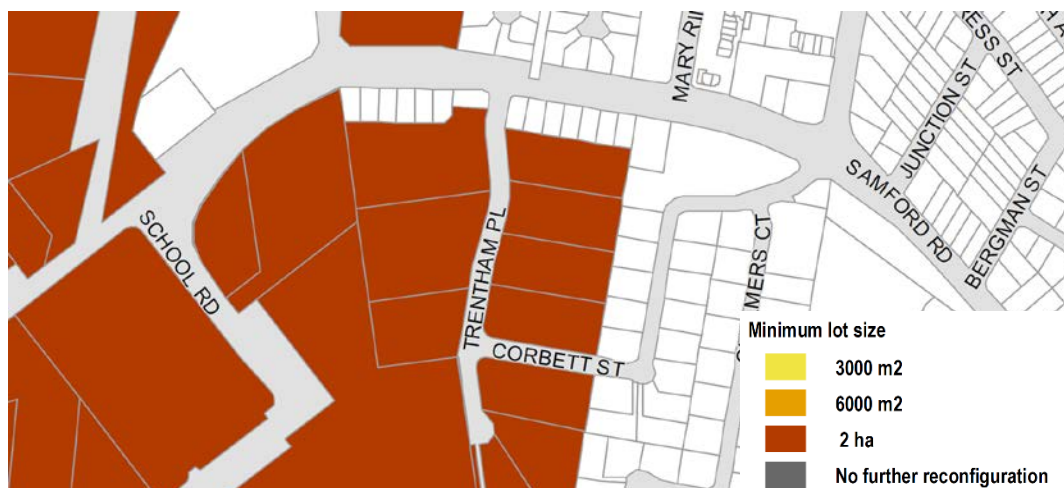 MARY RI
RESS ST
JUNCTION ST
SAMFORD RD
BERGMAN ST
SCHOOL RD
TRENTHAM PL
MERS CT
CORBETT ST
Minimum lot size
3000 m2
6000 m2
2 ha
No further reconfiguration